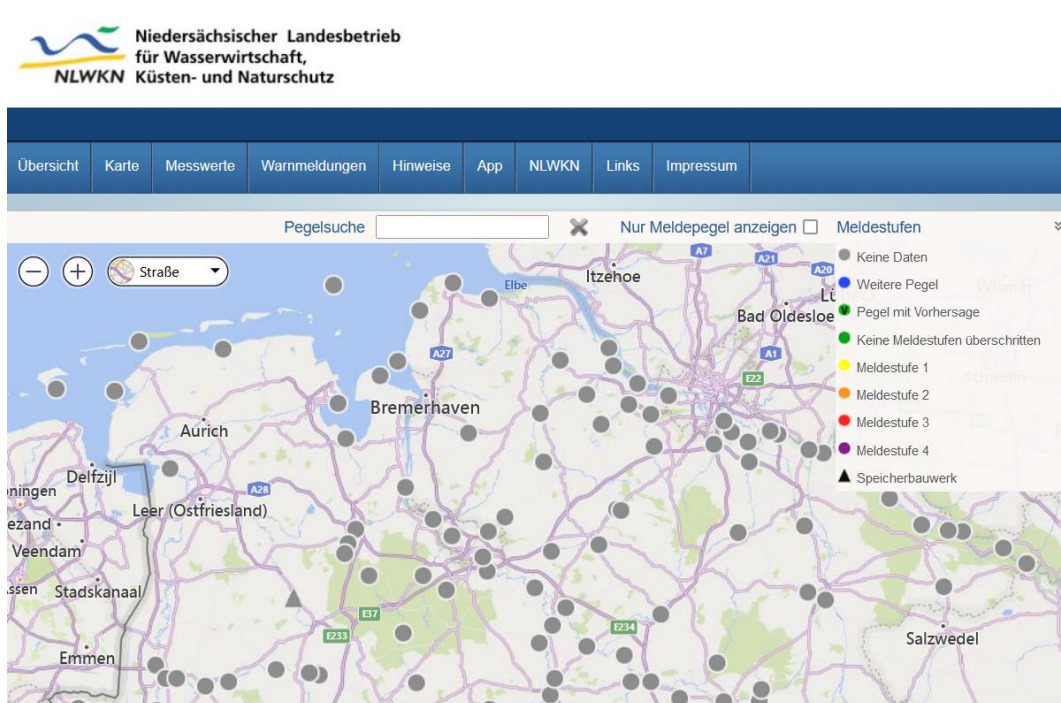 Niedersächsischer Landesbetrieb
für Wasserwirtschaft,
NLWKN Küsten- und Naturschutz
Übersicht Karte Messwerte Warnmeldungen Hinweise App NLWKN Links Impressum
Pegelsuche Nur Meldepegel anzeigen Meldestufen
Straße
Keine Daten
Weitere Pegel
Pegel mit Vorhersage
Keine Meldestufen überschritten
Meldestufe 1
Meldestufe 2
Meldestufe 3
Meldestufe 4
Speicherbauwerk
A7
A21
A20
Elbe
Itzehoe
Wismar
Bad Oldesloe
A27
A1
E22
Schwerin
Bremerhaven
Aurich
Delfzijl
A28
Leer (Ostfriesland)
Veendam
Stadskanaal
E37
E233
E234
Salzwedel
Emmen